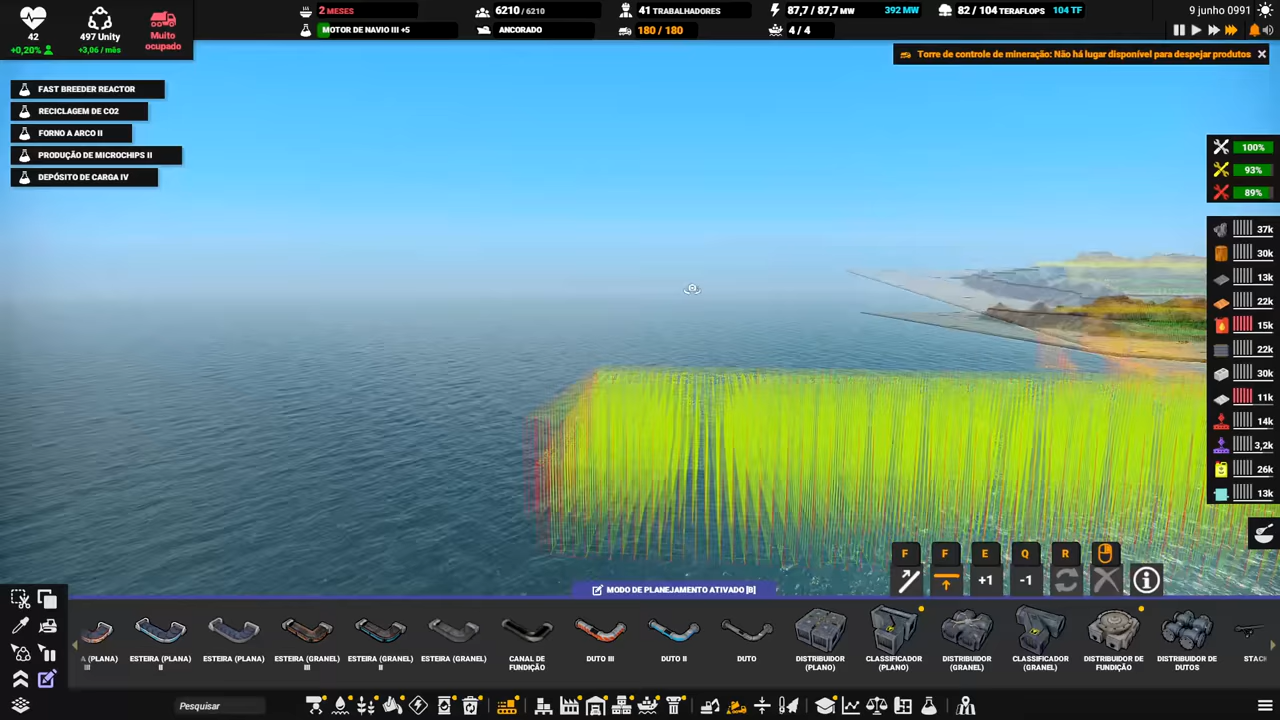 42
+0,20%
497 Unity
+3,06 / mês
Muito
ocupado
2 MESES
MOTOR DE NAVIO III +5
6210 / 6210
ANCORADO
41 TRABALHADORES
180 / 180
87,7 / 87,7 MW
392 MW
4 / 4
82 / 104 TERAFLOPS
104 TF
9 junho 0991
Torre de controle de mineração: Não há lugar disponível para despejar produtos
FAST BREEDER REACTOR
RECICLAGEM DE CO2
FORNO A ARCO II
PRODUÇÃO DE MICROCHIPS II
DEPÓSITO DE CARGA IV
100%
93%
89%
37k
30k
13k
22k
15k
22k
30k
11k
14k
3,2k
26k
13k
F
F
E
Q
R
+1
-1
MODO DE PLANEJAMENTO ATIVADO [B]
A (PLANA)
III
ESTEIRA (PLANA)
II
ESTEIRA (PLANA)
ESTEIRA (GRANEL)
III
ESTEIRA (GRANEL)
II
ESTEIRA (GRANEL)
CANAL DE
FUNDIÇÃO
DUTO III
DUTO II
DUTO
DISTRIBUIDOR
(PLANO)
CLASSIFICADOR
(PLANO)
DISTRIBUIDOR
(GRANEL)
CLASSIFICADOR
(GRANEL)
DISTRIBUIDOR
DE FUNDIÇÃO
DISTRIBUIDOR
DE DUTOS
STAC
Pesquisar